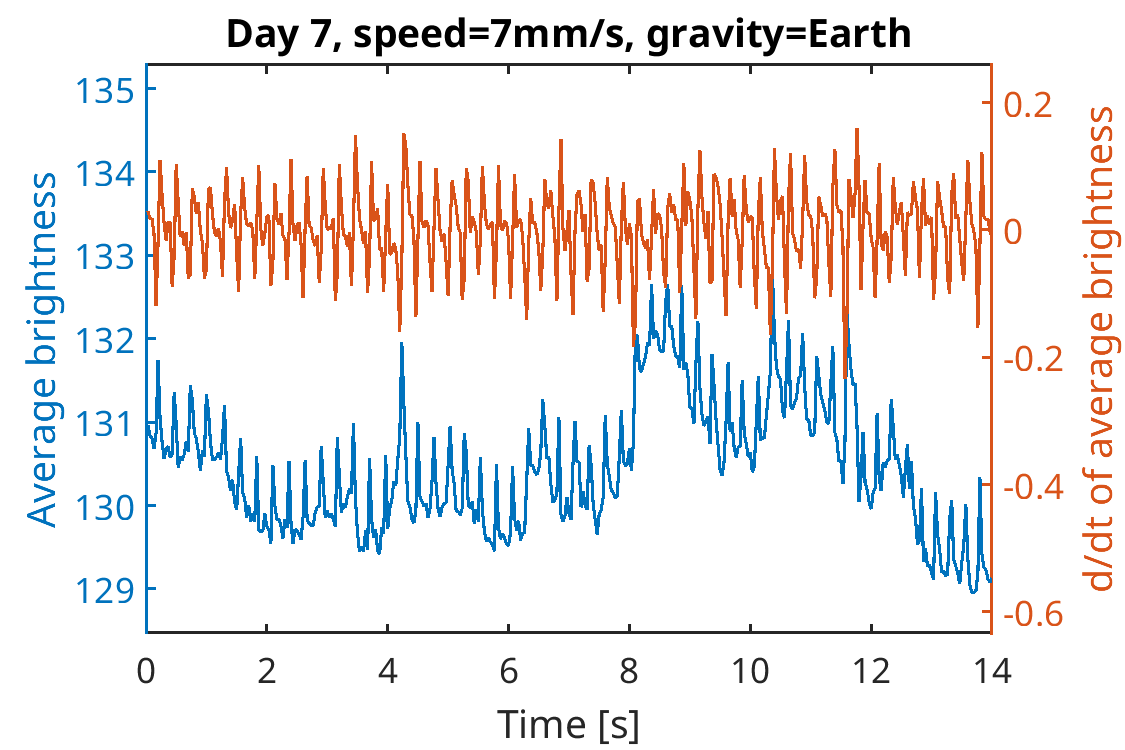 Day 7, speed=7mm/s, gravity=Earth
Average brightness
135
134
133
132
131
130
129
0.2
0
-0.2
-0.4
-0.6
d/dt of average brightness
0 2 4 6 8 10 12 14
Time [s]